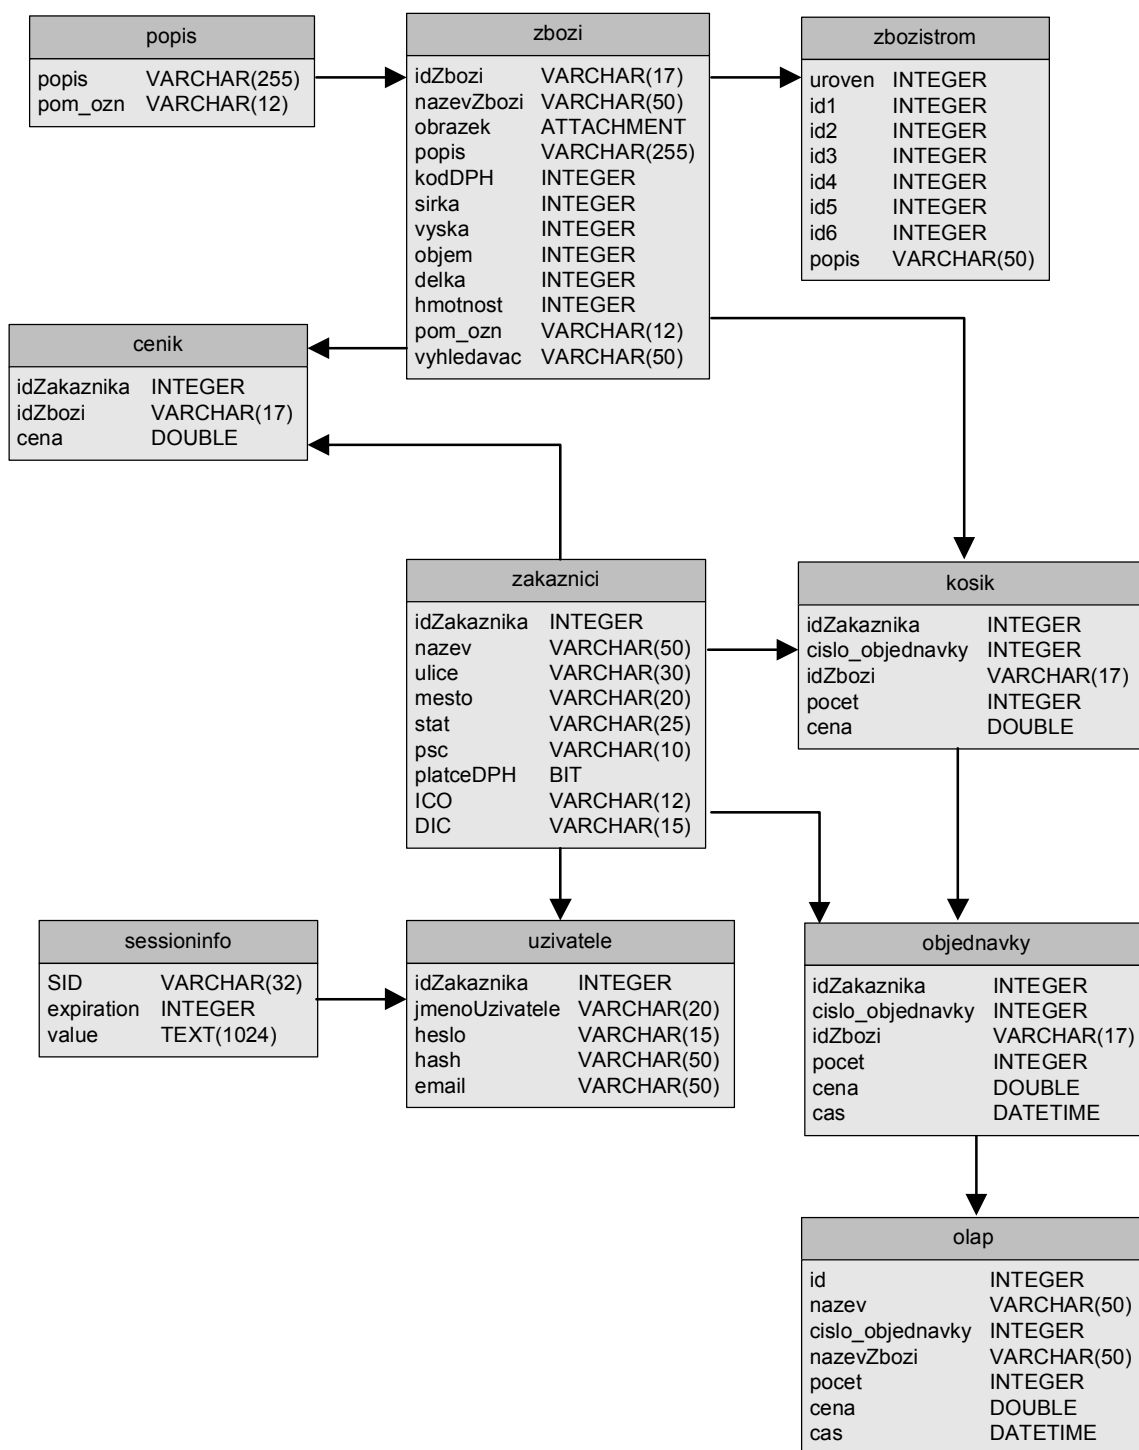 popis
popis VARCHAR(255)
pom_ozn VARCHAR(12)
zbozi
idZbozi VARCHAR(17)
nazevZbozi VARCHAR(50)
obrazek ATTACHMENT
popis VARCHAR(255)
kodDPH INTEGER
sirka INTEGER
vyska INTEGER
objem INTEGER
delka INTEGER
hmotnost INTEGER
pom_ozn VARCHAR(12)
vyhledavac VARCHAR(50)
zbozistrom
uroven INTEGER
id1 INTEGER
id2 INTEGER
id3 INTEGER
id4 INTEGER
id5 INTEGER
id6 INTEGER
popis VARCHAR(50)
cenik
idZakaznika INTEGER
idZbozi VARCHAR(17)
cena DOUBLE
zakaznici
idZakaznika INTEGER
nazev VARCHAR(50)
ulice VARCHAR(30)
mesto VARCHAR(20)
stat VARCHAR(25)
psc VARCHAR(10)
platceDPH BIT
ICO VARCHAR(12)
DIC VARCHAR(15)
kosik
idZakaznika INTEGER
cislo_objednavky INTEGER
idZbozi VARCHAR(17)
pocet INTEGER
cena DOUBLE
sessioninfo
SID VARCHAR(32)
expiration INTEGER
value TEXT(1024)
uzivatele
idZakaznika INTEGER
jmenoUzivatele VARCHAR(20)
heslo VARCHAR(15)
hash VARCHAR(50)
email VARCHAR(50)
objednavky
idZakaznika INTEGER
cislo_objednavky INTEGER
idZbozi VARCHAR(17)
pocet INTEGER
cena DOUBLE
cas DATETIME
olap
id INTEGER
nazev VARCHAR(50)
cislo_objednavky INTEGER
nazevZbozi VARCHAR(50)
pocet INTEGER
cena DOUBLE
cas DATETIME